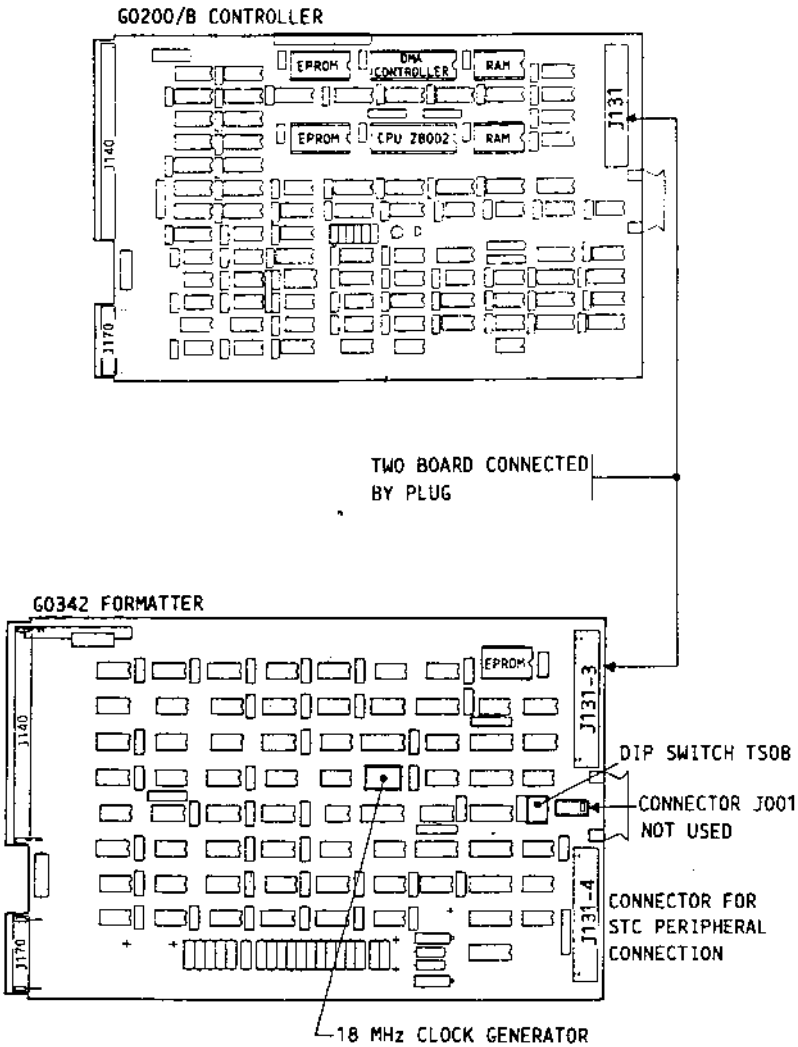 GO200/B CONTROLLER
EPROM
DMA
CONTROLLER
RAM
J131
EPROM
CPU Z8002
RAM
J140
J170
TWO BOARD CONNECTED
BY PLUG
GO342 FORMATTER
EPROM
J131-3
J140
DIP SWITCH TS08
CONNECTOR J001
NOT USED
J131-4
CONNECTOR FOR
STC PERIPHERAL
CONNECTION
J170
18 MHz CLOCK GENERATOR